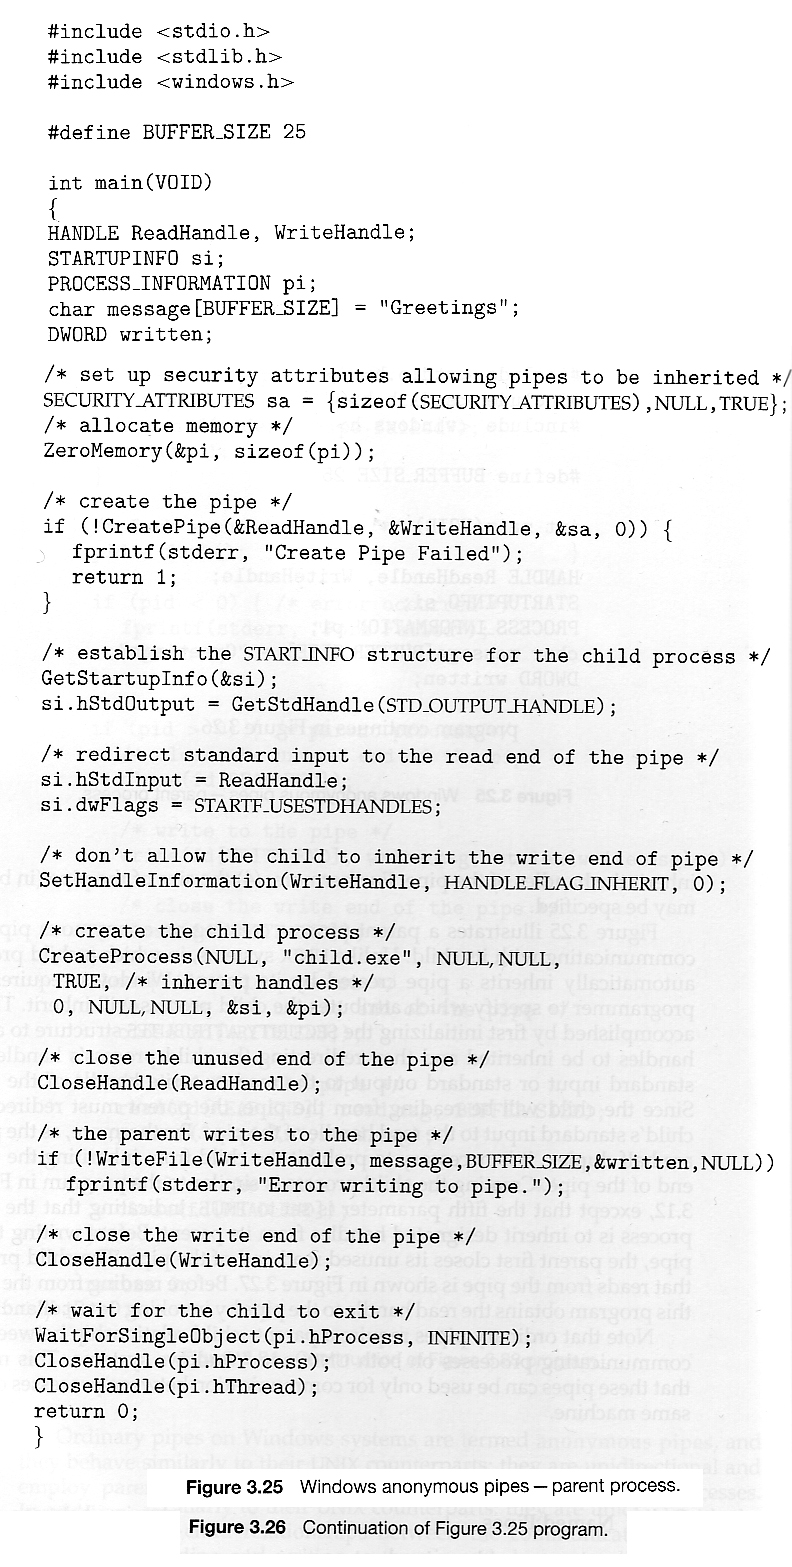 #include <stdio.h>
#include <stdlib.h>
#include <windows.h>
#define BUFFER_SIZE 25
int main(VOID)
{
HANDLE ReadHandle, WriteHandle;
STARTUPINFO si;
PROCESS_INFORMATION pi;
char message[BUFFER_SIZE] = "Greetings";
DWORD written;
/* set up security attributes allowing pipes to be inherited */
SECURITY_ATTRIBUTES sa = {sizeof(SECURITY_ATTRIBUTES),NULL,TRUE};
/* allocate memory */
ZeroMemory(&pi, sizeof(pi));
/* create the pipe */
if (!CreatePipe(&ReadHandle, &WriteHandle, &sa, 0)) {
fprintf(stderr, "Create Pipe Failed");
return 1;
}
/* establish the START_INFO structure for the child process */
GetStartupInfo(&si);
si.hStdOutput = GetStdHandle(STD_OUTPUT_HANDLE);
/* redirect standard input to the read end of the pipe */
si.hStdInput = ReadHandle;
si.dwFlags = STARTF_USESTDHANDLES;
/* don't allow the child to inherit the write end of pipe */
SetHandleInformation(WriteHandle, HANDLE_FLAG_INHERIT, 0);
/* create the child process */
CreateProcess(NULL, "child.exe", NULL, NULL,
TRUE, /* inherit handles */
0, NULL, NULL, &si, &pi);
/* close the unused end of the pipe */
CloseHandle(ReadHandle);
/* the parent writes to the pipe */
if (!WriteFile(WriteHandle, message,BUFFER_SIZE,&written,NULL))
fprintf(stderr, "Error writing to pipe.");
/* close the write end of the pipe */
CloseHandle(WriteHandle);
/* wait for the child to exit */
WaitForSingleObject(pi.hProcess, INFINITE);
CloseHandle(pi.hProcess);
CloseHandle(pi.hThread);
return 0;
}
Figure 3.25 Windows anonymous pipes — parent process.
Figure 3.26 Continuation of Figure 3.25 program.